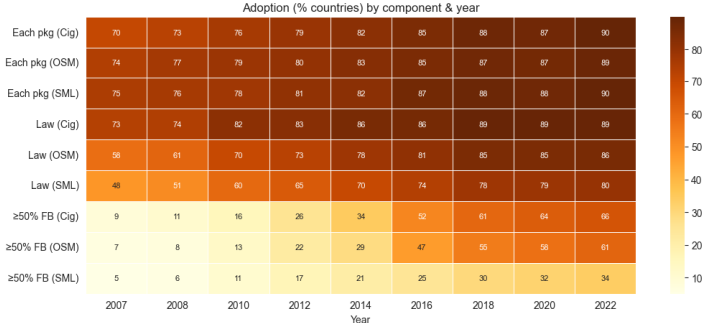 Adoption (% countries) by component & year
Each pkg (Cig) 70 73 76 79 82 85 88 87 90
Each pkg (OSM) 74 77 79 80 83 85 87 87 89
Each pkg (SML) 75 76 78 81 82 87 88 88 90
Law (Cig) 73 74 82 83 86 86 89 89 89
Law (OSM) 58 61 70 73 78 81 85 85 86
Law (SML) 48 51 60 65 70 74 78 79 80
≥50% FB (Cig) 9 11 16 26 34 52 61 64 66
≥50% FB (OSM) 7 8 13 22 29 47 55 58 61
≥50% FB (SML) 5 6 11 17 21 25 30 32 34
2007 2008 2010 2012 2014 2016 2018 2020 2022
Year
80
70
60
50
40
30
20
10